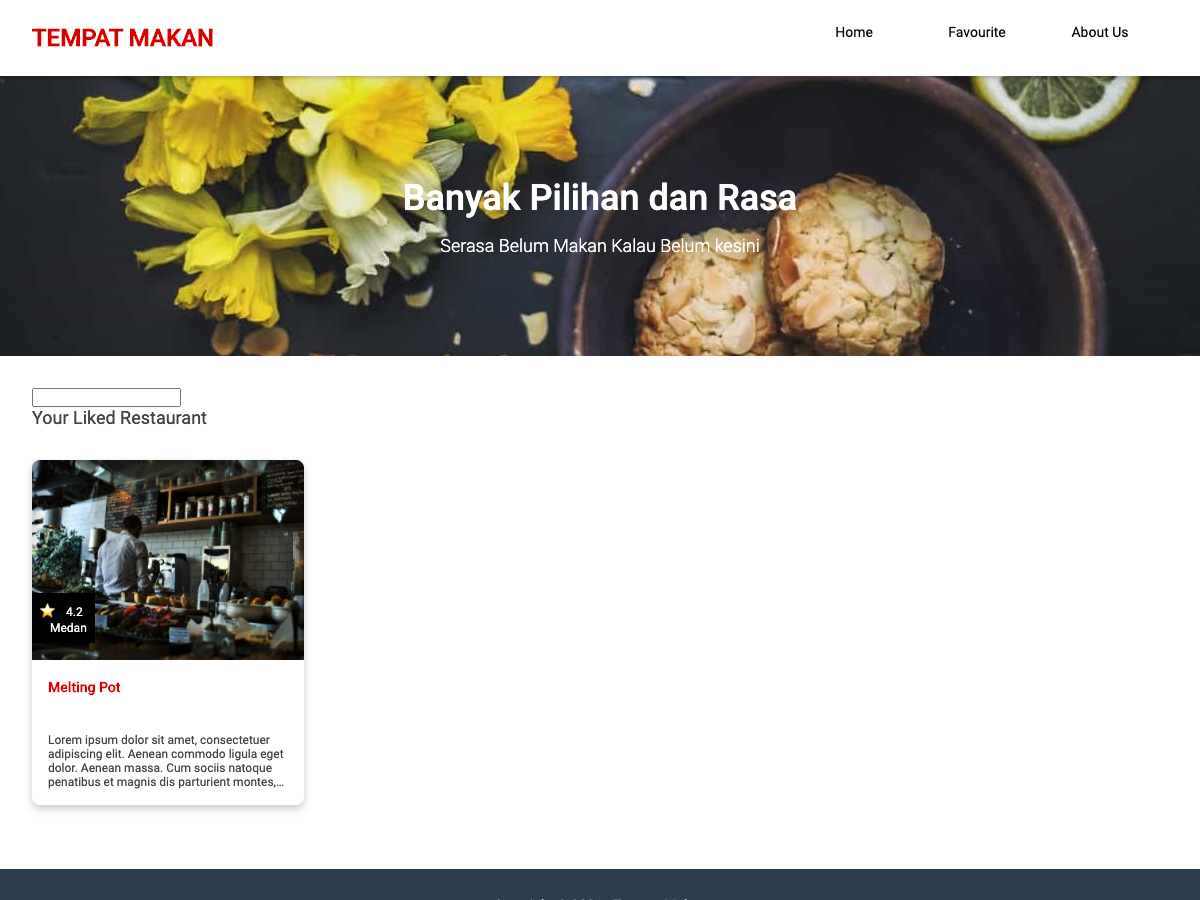 TEMPAT MAKAN
Home
Favourite
About Us
Banyak Pilihan dan Rasa
Serasa Belum Makan Kalau Belum kesini
Your Liked Restaurant
4.2
Medan
Melting Pot
Lorem ipsum dolor sit amet, consectetuer
adipiscing elit. Aenean commodo ligula eget
dolor. Aenean massa. Cum sociis natoque
penatibus et magnis dis parturient montes,…